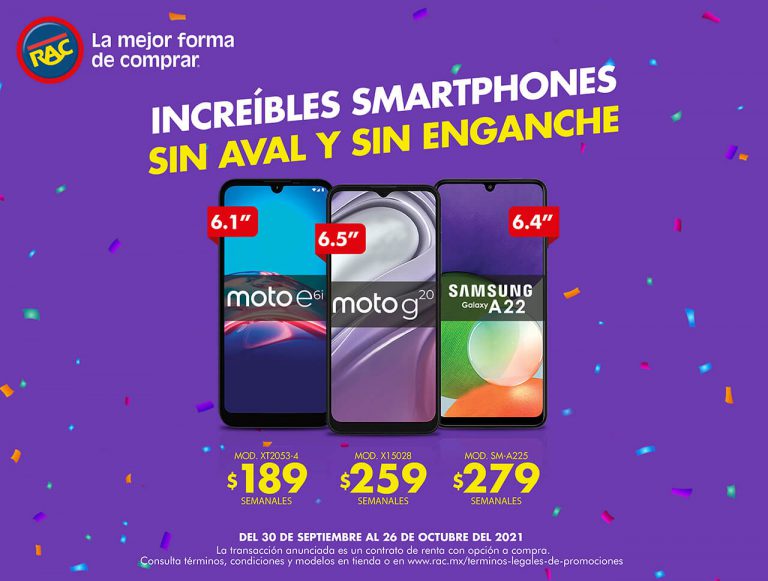 RAC
La mejor forma
de comprar.
INCREÍBLES SMARTPHONES
SIN AVAL Y SIN ENGANCHE
6.1”
6.5”
6.4”
moto e6i
moto g20
SAMSUNG
Galaxy A22
MOD. XT2053-4
$189
SEMANALES
MOD. X15028
$259
SEMANALES
MOD. SM-A225
$279
SEMANALES
DEL 30 DE SEPTIEMBRE AL 26 DE OCTUBRE DEL 2021
La transacción anunciada es un contrato de renta con opción a compra.
Consulta términos, condiciones y modelos en tienda o en www.rac.mx/terminos-legales-de-promociones